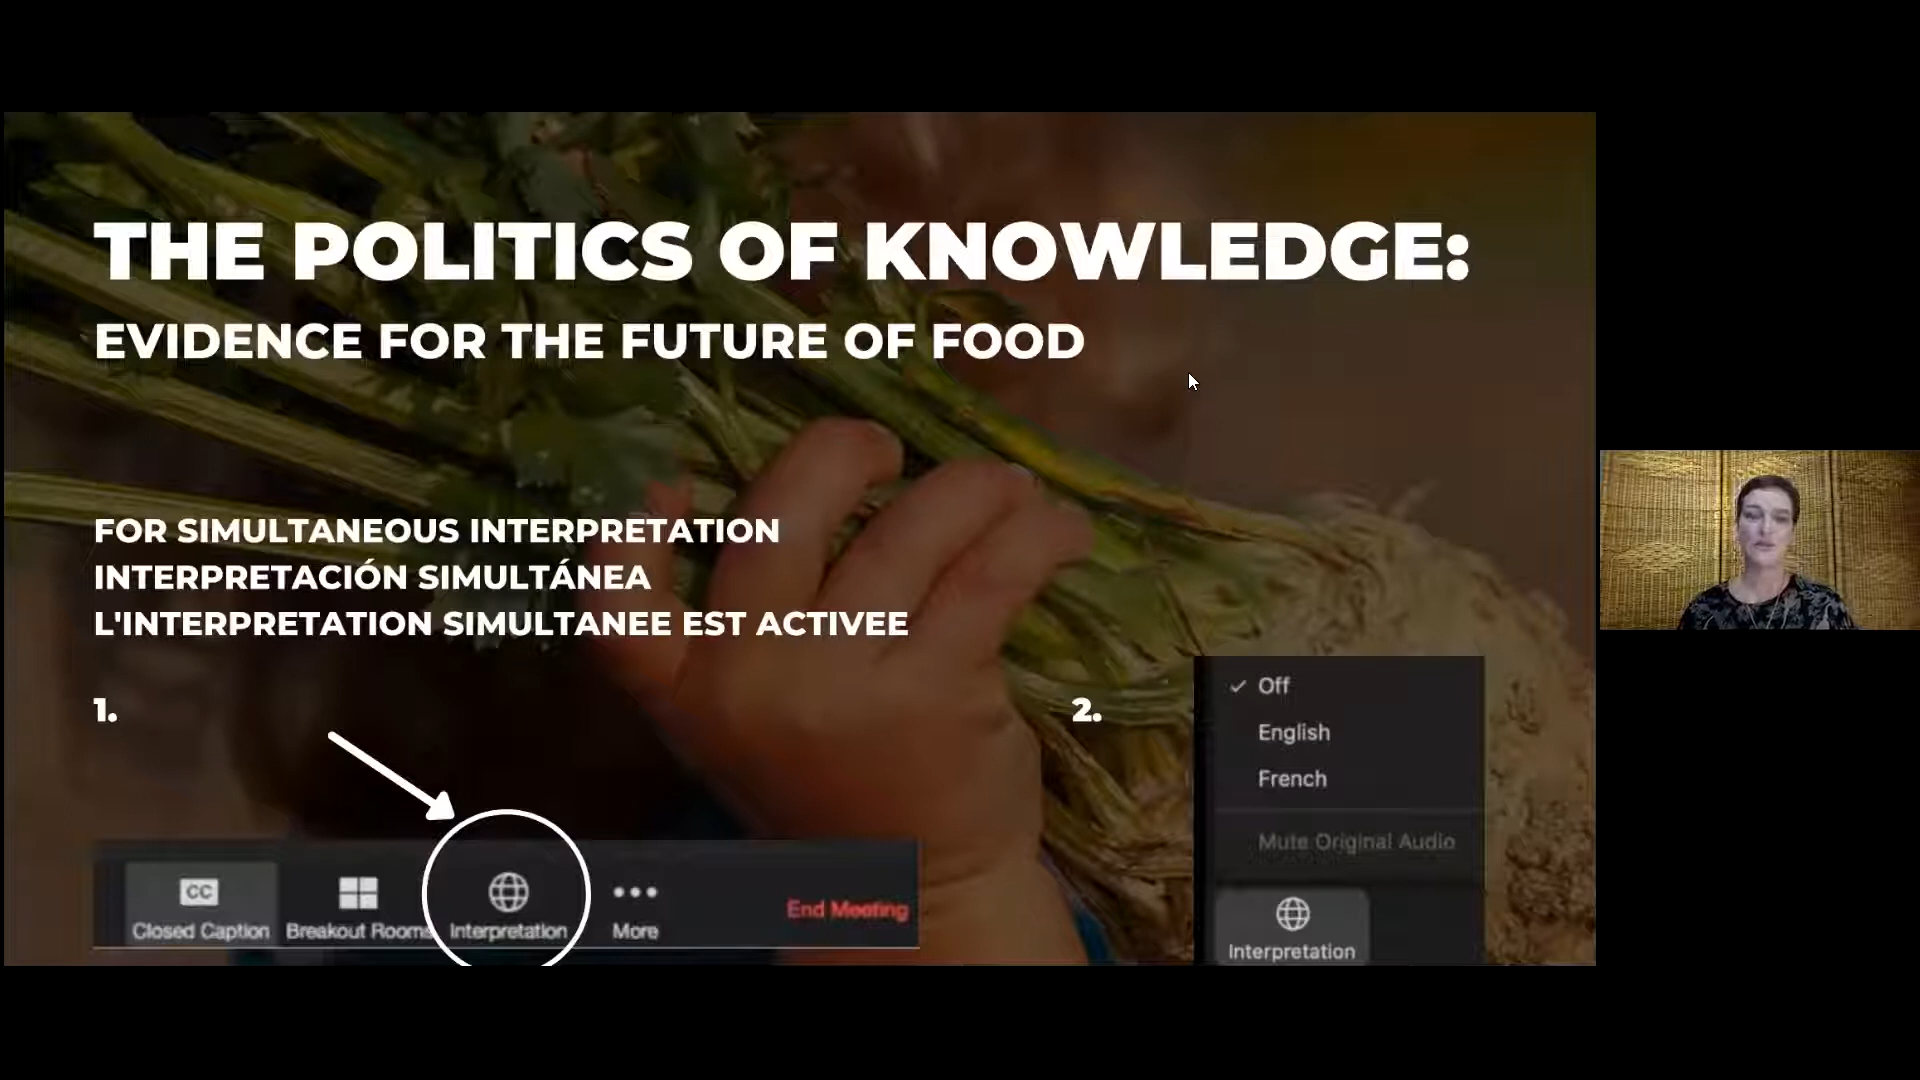 THE POLITICS OF KNOWLEDGE:
EVIDENCE FOR THE FUTURE OF FOOD
FOR SIMULTANEOUS INTERPRETATION
INTERPRETACIÓN SIMULTÁNEA
L'INTERPRETATION SIMULTANEE EST ACTIVEE
1.
CC
Closed Caption Breakout Rooms Interpretation More End Meeting
2.
Off
English
French
Mute Original Audio
Interpretation